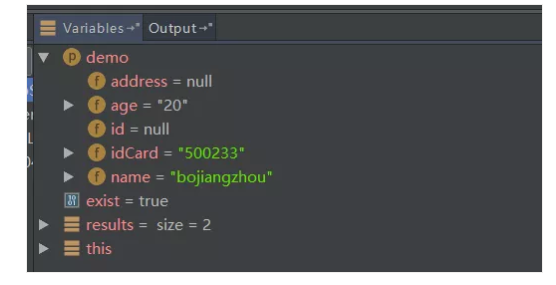 Variables→* Output→*
demo
address = null
age = "20"
id = null
idCard = "500233"
name = "bojiangzhou"
exist = true
results = size = 2
this